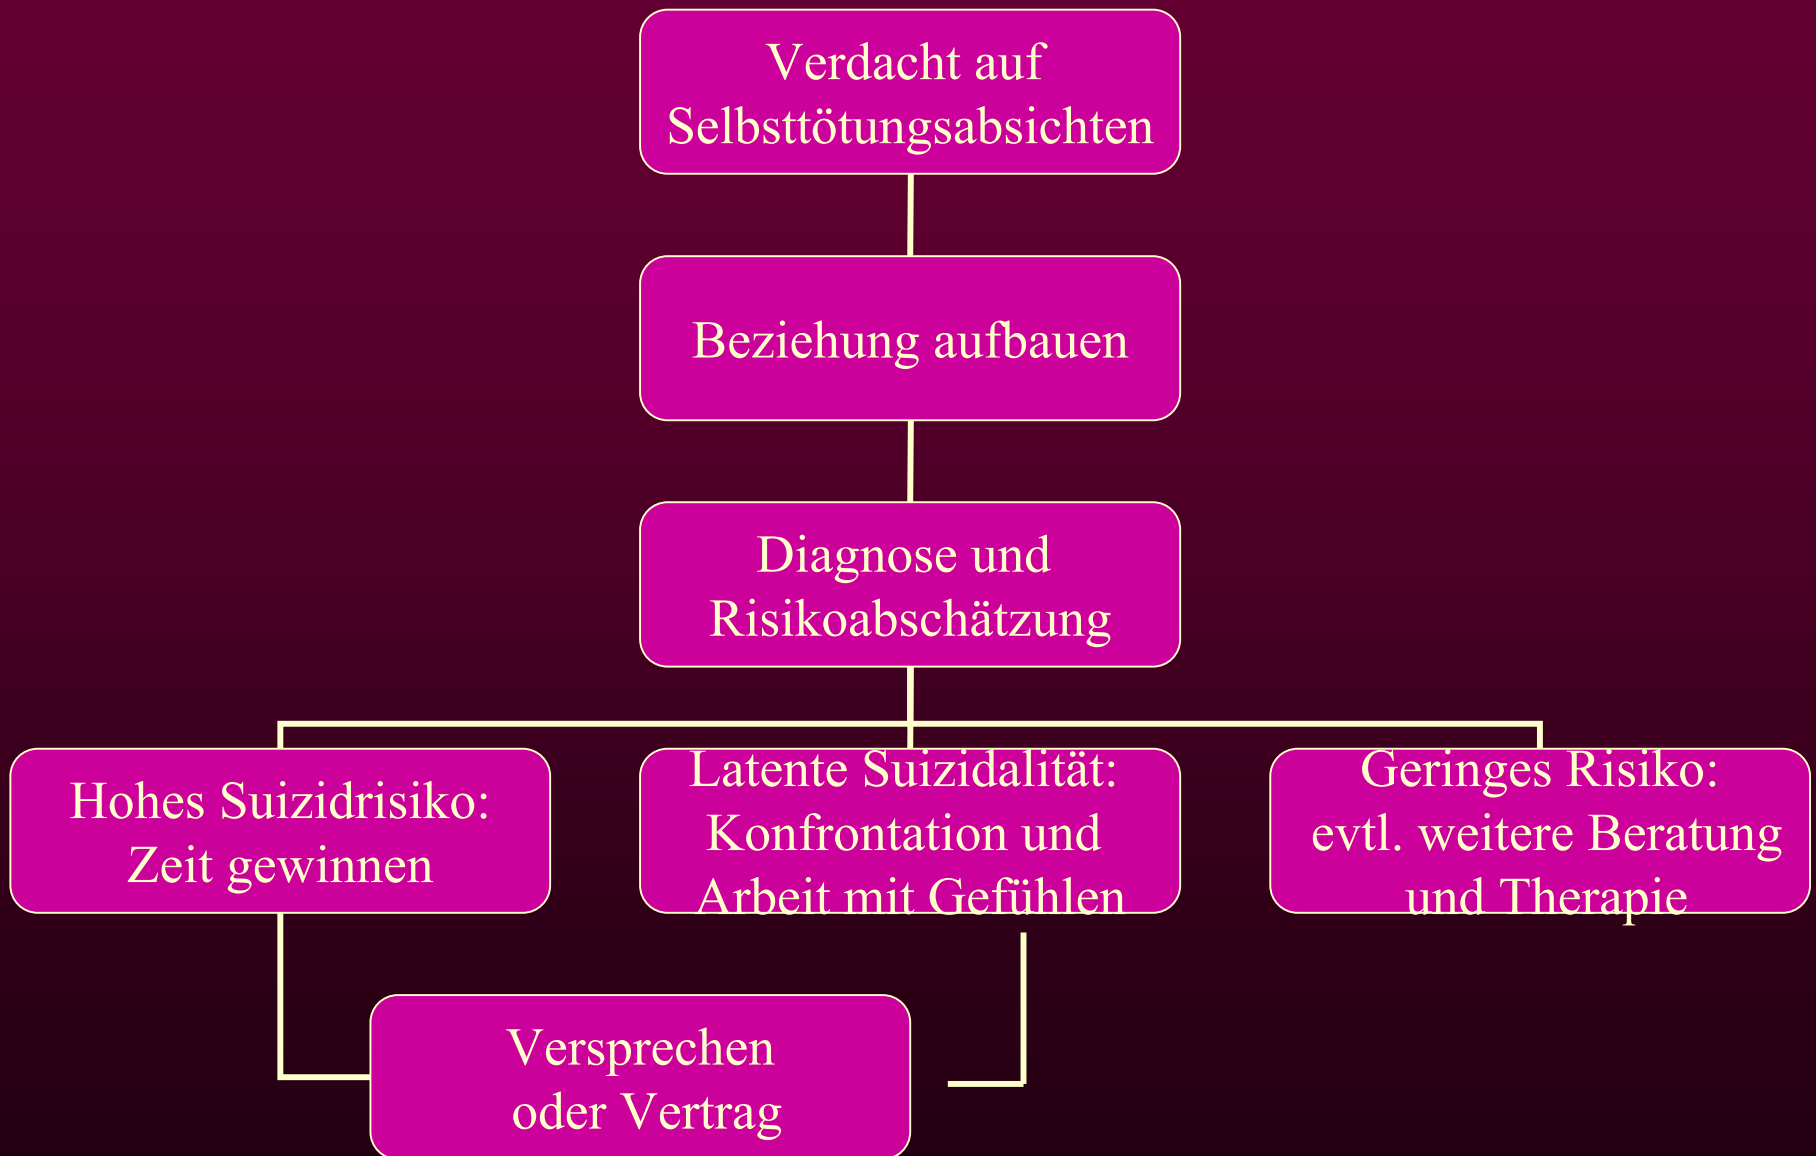 Verdacht auf
Selbsttötungsabsichten
Beziehung aufbauen
Diagnose und
Risikoabschätzung
Hohes Suizidrisiko:
Zeit gewinnen
Latente Suizidalität:
Konfrontation und
Arbeit mit Gefühlen
Geringes Risiko:
evtl. weitere Beratung
und Therapie
Versprechen
oder Vertrag